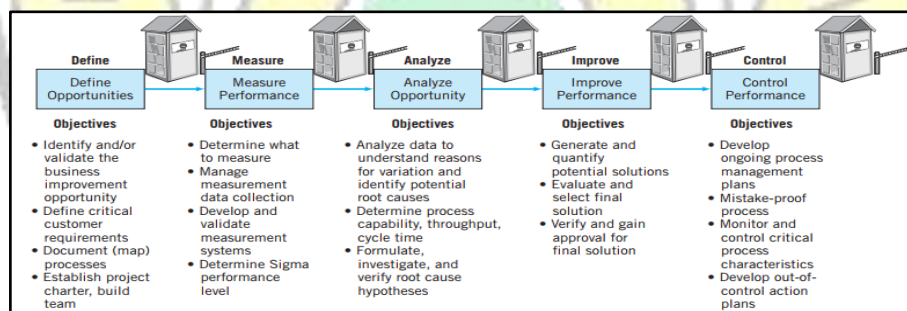 Define
Define
Opportunities
Objectives
• Identify and/or
validate the
business
improvement
opportunity
• Define critical
customer
requirements
• Document (map)
processes
• Establish project
charter, build
team
Measure
Measure
Performance
Objectives
• Determine what
to measure
• Manage
measurement
data collection
• Develop and
validate
measurement
systems
• Determine Sigma
performance
level
Analyze
Analyze
Opportunity
Objectives
• Analyze data to
understand reasons
for variation and
identify potential
root causes
• Determine process
capability, throughput,
cycle time
• Formulate,
investigate, and
verify root cause
hypotheses
Improve
Improve
Performance
Objectives
• Generate and
quantify
potential solutions
• Evaluate and
select final
solution
• Verify and gain
approval for
final solution
Control
Control
Performance
Objectives
• Develop
ongoing process
management
plans
• Mistake-proof
process
• Monitor and
control critical
process
characteristics
• Develop out-of-
control action
plans